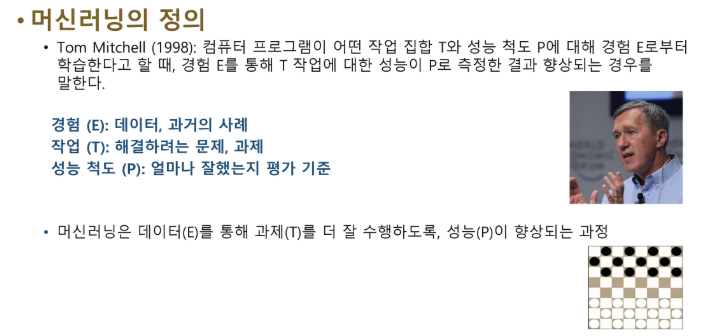 • 머신러닝의 정의
• Tom Mitchell (1998): 컴퓨터 프로그램이 어떤 작업 집합 T와 성능 척도 P에 대해 경험 E로부터
학습한다고 할 때, 경험 E를 통해 T 작업에 대한 성능이 P로 측정한 결과 향상되는 경우를
말한다.
경험 (E): 데이터, 과거의 사례
작업 (T): 해결하려는 문제, 과제
성능 척도 (P): 얼마나 잘했는지 평가 기준
• 머신러닝은 데이터(E)를 통해 과제(T)를 더 잘 수행하도록, 성능(P)이 향상되는 과정